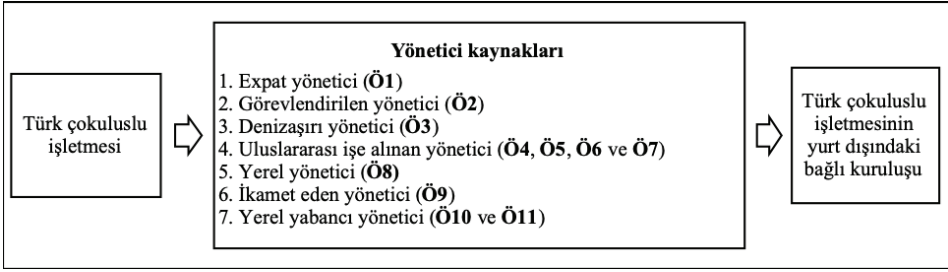 Türk çokuluslu
işletmesi
Yönetici kaynakları
1. Expat yönetici (Ö1)
2. Görevlendirilen yönetici (Ö2)
3. Denizaşırı yönetici (Ö3)
4. Uluslararası işe alınan yönetici (Ö4, Ö5, Ö6 ve Ö7)
5. Yerel yönetici (Ö8)
6. İkamet eden yönetici (Ö9)
7. Yerel yabancı yönetici (Ö10 ve Ö11)
Türk çokuluslu
işletmesinin
yurt dışındaki
bağlı kuruluşu